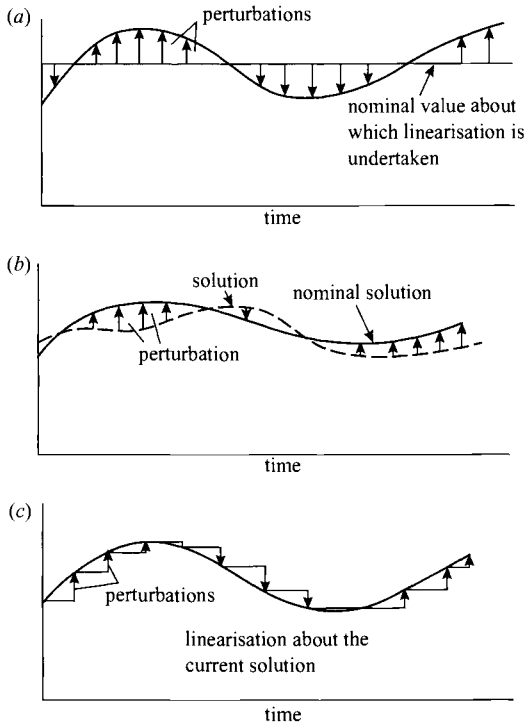 (a)
perturbations
nominal value about
which linearisation is
undertaken
time
(b)
solution
nominal solution
perturbation
time
(c)
perturbations
linearisation about the
current solution
time